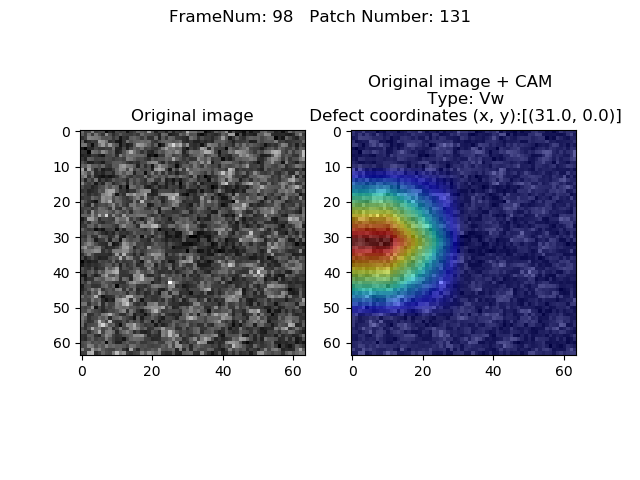 FrameNum: 98   Patch Number: 131
Original image
Original image + CAM
Type: Vw
Defect coordinates (x, y):[(31.0, 0.0)]
0
10
20
30
40
50
60
0 20 40 60
0
10
20
30
40
50
60
0 20 40 60